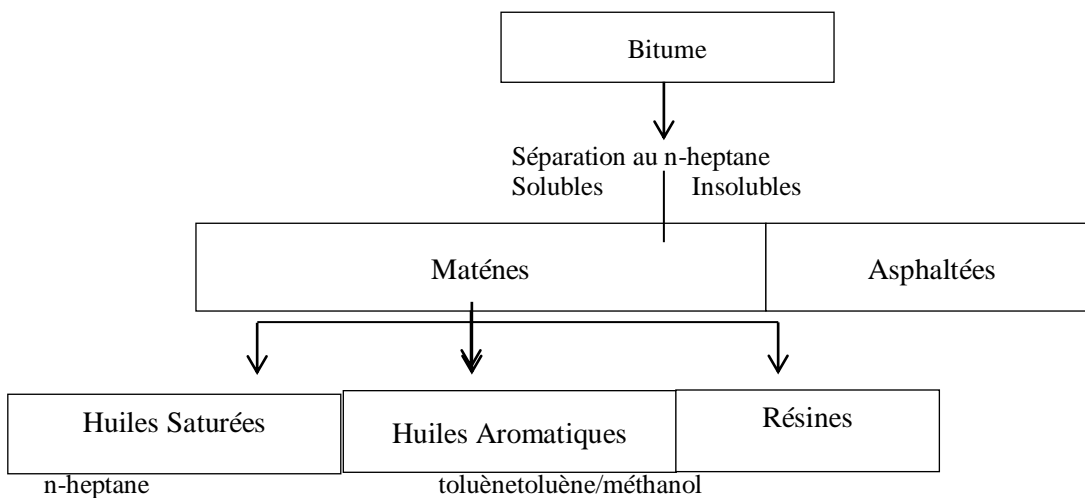 Bitume
Séparation au n-heptane
Solubles Insolubles
Maténes Asphaltées
Huiles Saturées Huiles Aromatiques Résines
n-heptane toluènetoluène/méthanol